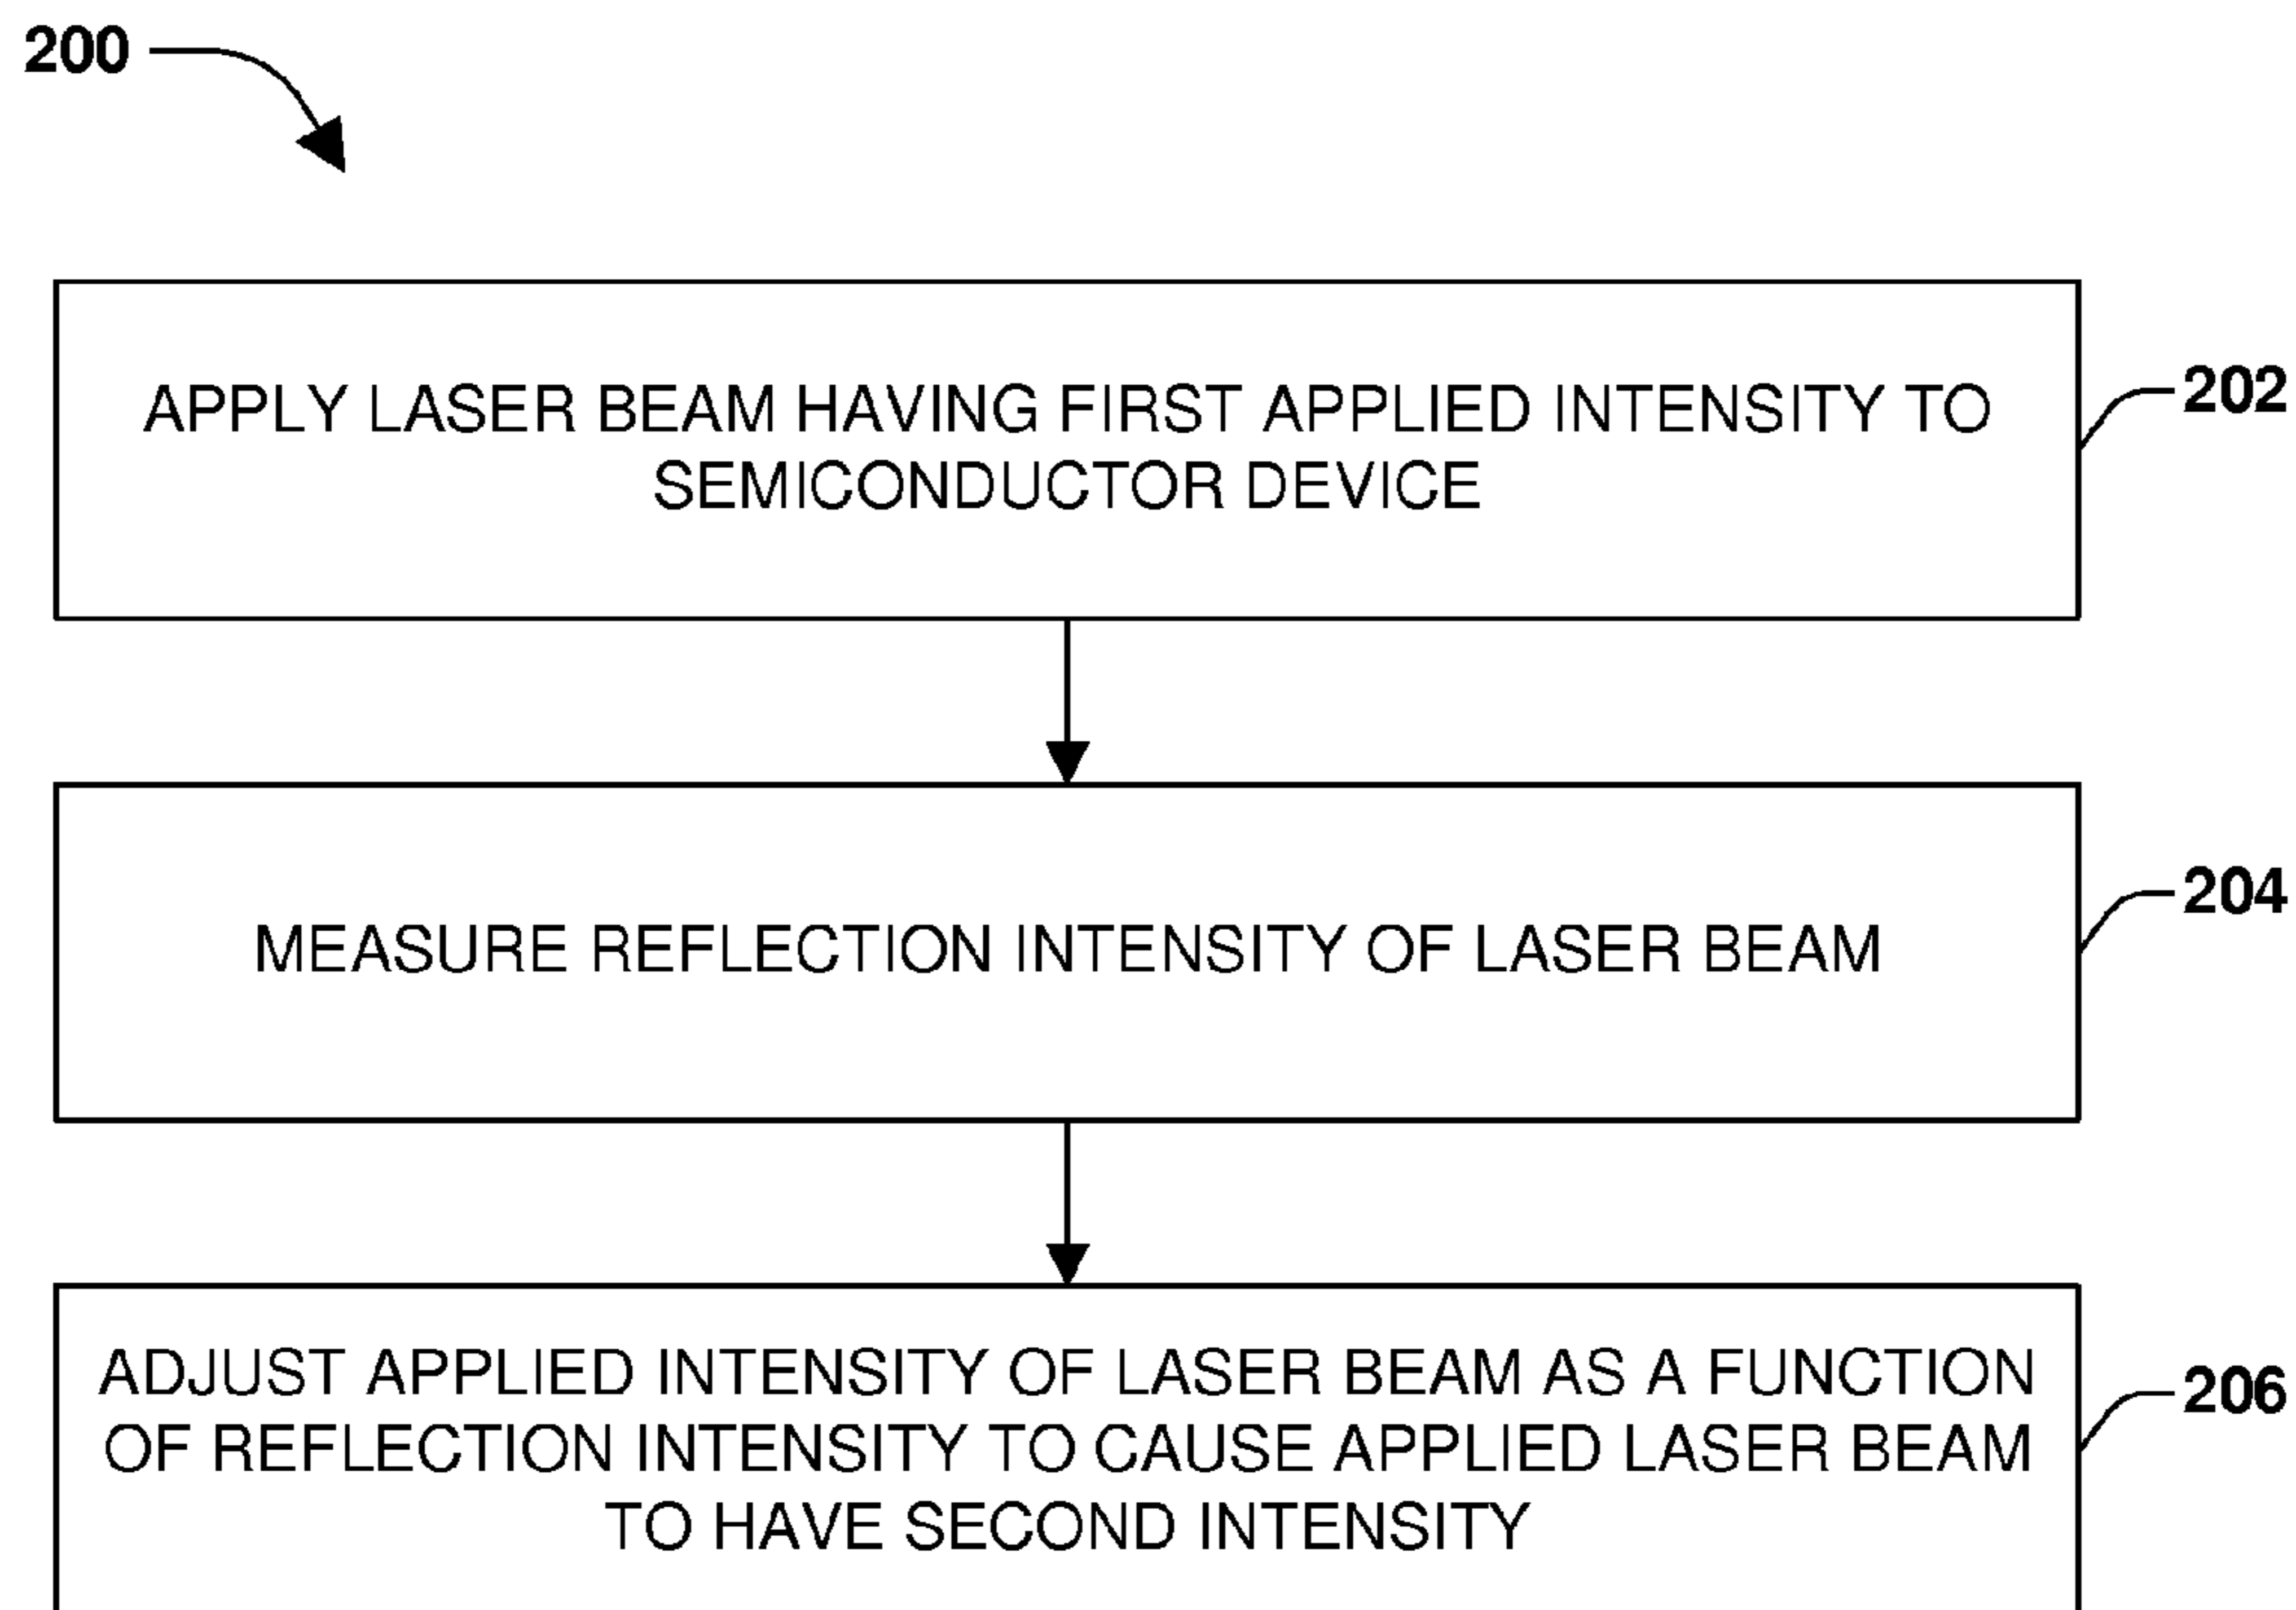 200
APPLY LASER BEAM HAVING FIRST APPLIED INTENSITY TO
SEMICONDUCTOR DEVICE
202
MEASURE REFLECTION INTENSITY OF LASER BEAM
204
ADJUST APPLIED INTENSITY OF LASER BEAM AS A FUNCTION
OF REFLECTION INTENSITY TO CAUSE APPLIED LASER BEAM
TO HAVE SECOND INTENSITY
206